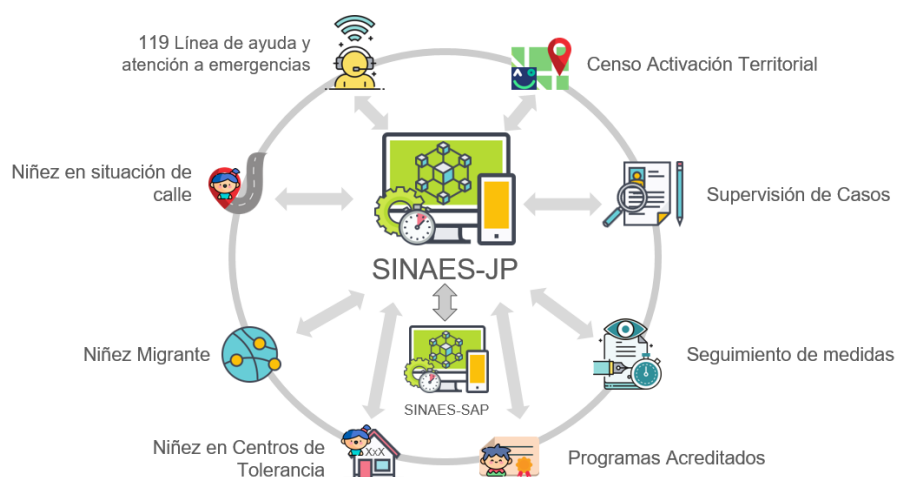 119 Línea de ayuda y
atención a emergencias
Censo Activación Territorial
Niñez en situación de
calle
Supervisión de Casos
SINAES-JP
Niñez Migrante
Seguimiento de medidas
SINAES-SAP
XxX
Niñez en Centros de
Tolerancia
Programas Acreditados